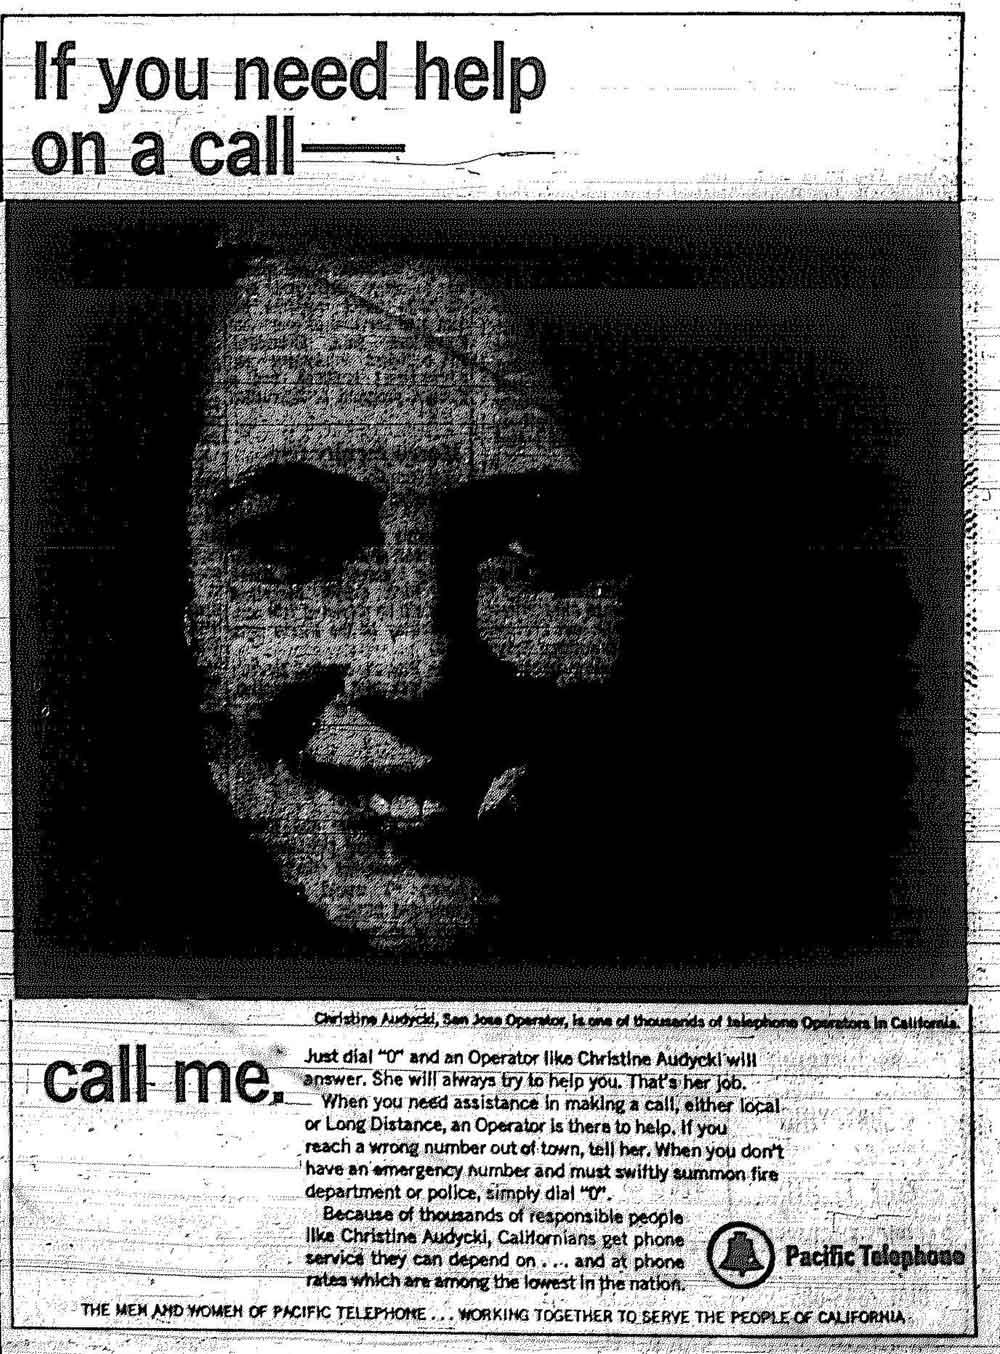 If you need help
on a call—
Christine Audycki, San Jose Operator, is one of thousands of telephone Operators in California.
call me.
Just dial "0" and an Operator like Christine Audycki will
answer. She will always try to help you. That's her job.
When you need assistance in making a call, either local
or Long Distance, an Operator is there to help. If you
reach a wrong number out of town, tell her. When you don't
have an emergency number and must swiftly summon fire
department or police, simply dial "0".
Because of thousands of responsible people
like Christine Audycki, Californians get phone
service they can depend on . . . and at phone
rates which are among the lowest in the nation.
Pacific Telephone
THE MEN AND WOMEN OF PACIFIC TELEPHONE . . . WORKING TOGETHER TO SERVE THE PEOPLE OF CALIFORNIA